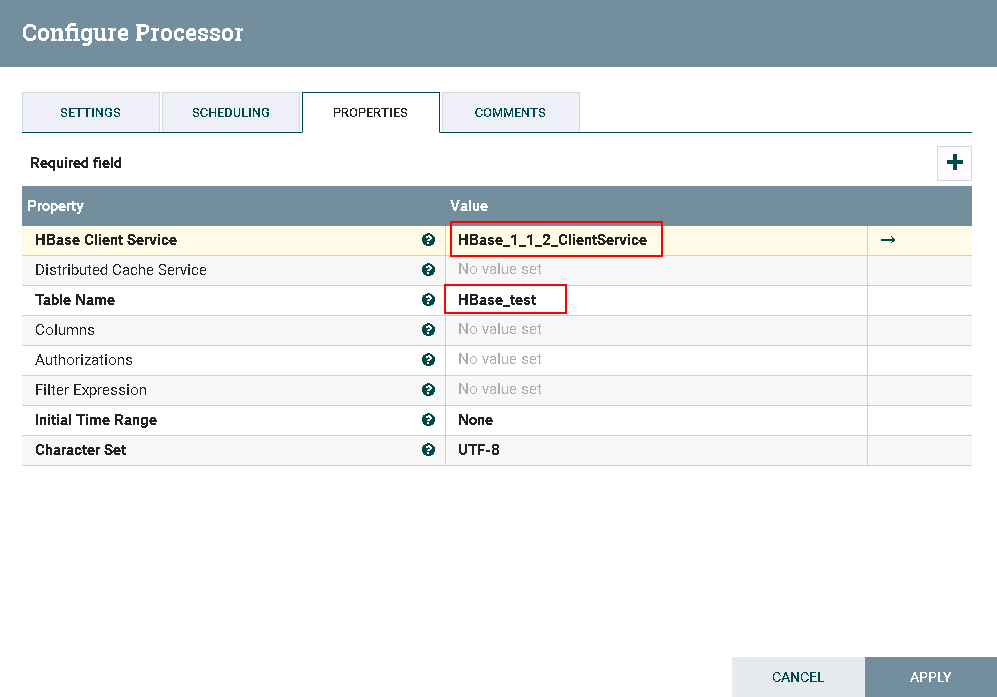 Configure Processor
SETTINGS SCHEDULING PROPERTIES COMMENTS
Required field
Property Value
HBase Client Service HBase_1_1_2_ClientService
Distributed Cache Service No value set
Table Name HBase_test
Columns No value set
Authorizations No value set
Filter Expression No value set
Initial Time Range None
Character Set UTF-8
CANCEL APPLY